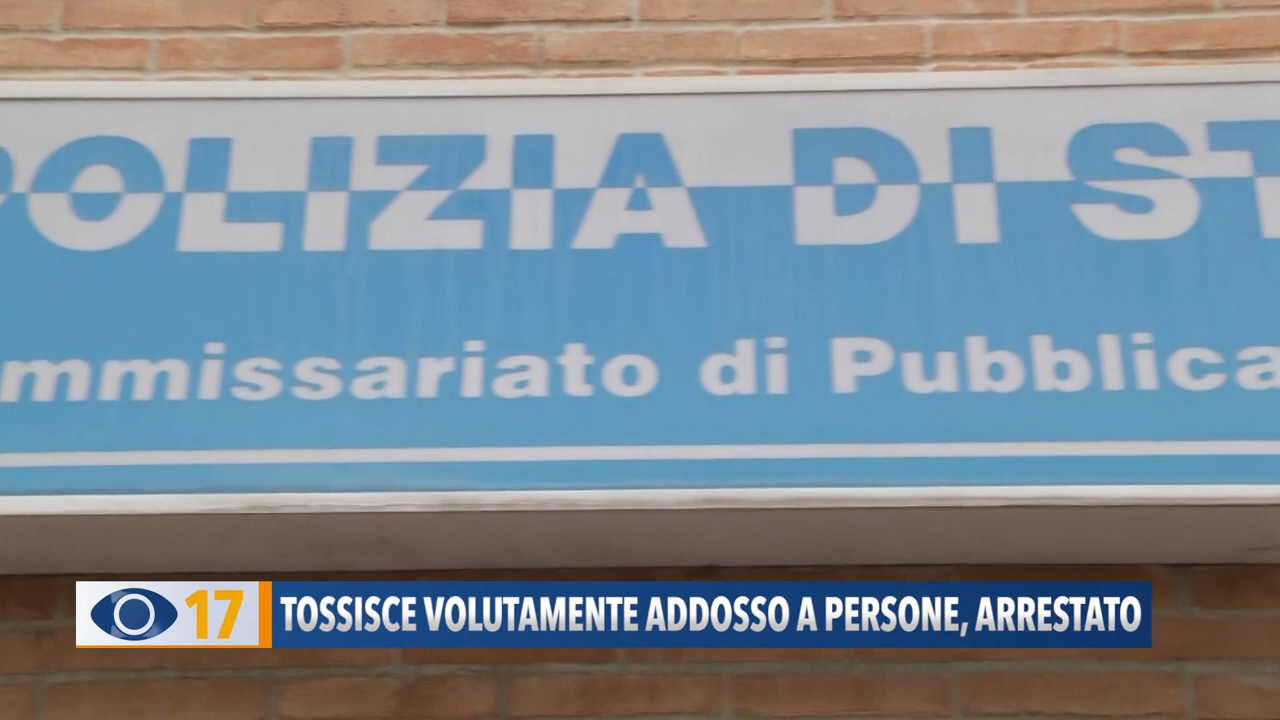 POLIZIA DI ST
mmissariato di Pubblica
17 TOSSISCE VOLUTAMENTE ADDOSSO A PERSONE, ARRESTATO